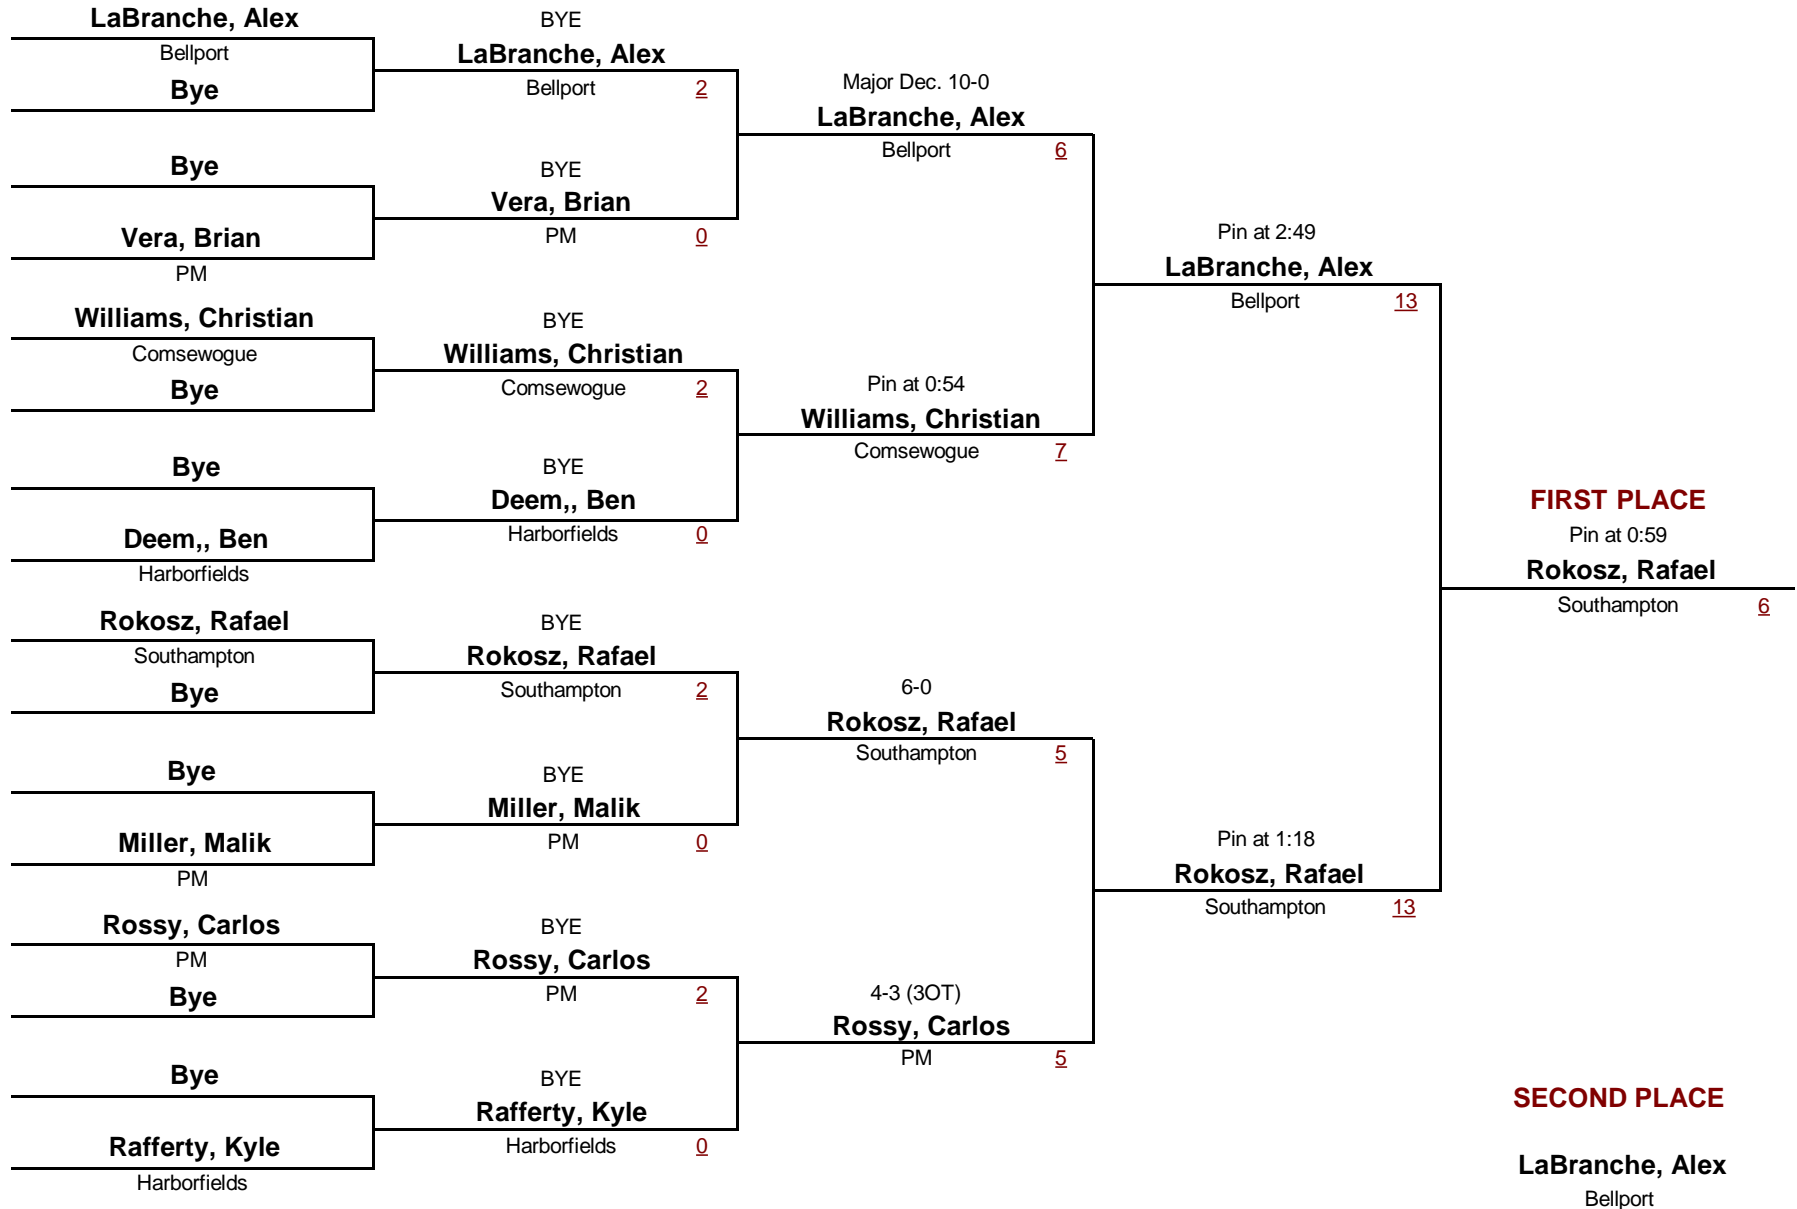 LaBranche, Alex
Bellport
Bye
Bye
Vera, Brian
PM
Williams, Christian
Comsewogue
Bye
Bye
Deem,, Ben
Harborfields
Rokosz, Rafael
Southampton
Bye
Bye
Miller, Malik
PM
Rossy, Carlos
PM
Bye
Bye
Rafferty, Kyle
Harborfields
BYE
LaBranche, Alex
Bellport 2
BYE
Vera, Brian
PM 0
BYE
Williams, Christian
Comsewogue 2
BYE
Deem,, Ben
Harborfields 0
BYE
Rokosz, Rafael
Southampton 2
BYE
Miller, Malik
PM 0
BYE
Rossy, Carlos
PM 2
BYE
Rafferty, Kyle
Harborfields 0
Major Dec. 10-0
LaBranche, Alex
Bellport 6
Pin at 0:54
Williams, Christian
Comsewogue 7
6-0
Rokosz, Rafael
Southampton 5
4-3 (3OT)
Rossy, Carlos
PM 5
Pin at 2:49
LaBranche, Alex
Bellport 13
Pin at 1:18
Rokosz, Rafael
Southampton 13
FIRST PLACE
Pin at 0:59
Rokosz, Rafael
Southampton 6
SECOND PLACE
LaBranche, Alex
Bellport